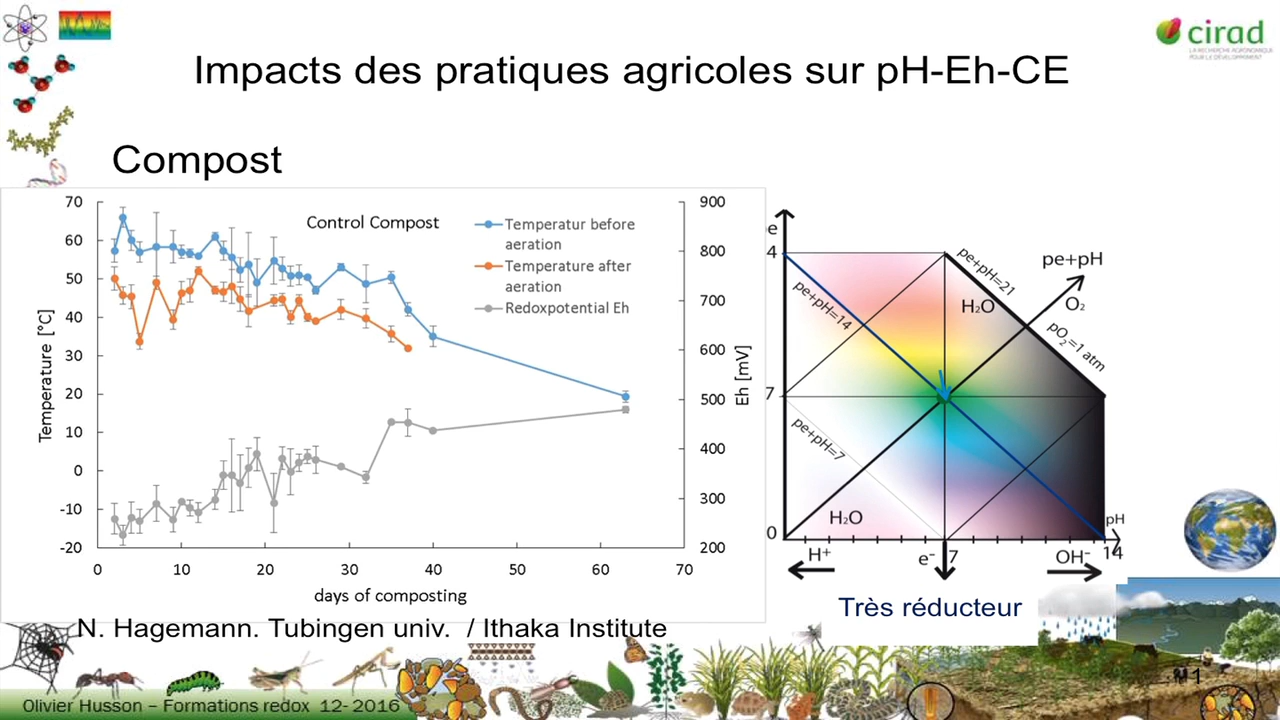 cirad
LA RECHERCHE AGRONOMIQUE
POUR LE DÉVELOPPEMENT
Impacts des pratiques agricoles sur pH-Eh-CE
Compost
Control Compost
Temperatur before
aeration
Temperature after
aeration
Redoxpotential Eh
Temperature [°C]
70
60
50
40
30
20
10
0
-10
-20
Eh [mV]
900
800
700
600
500
400
300
200
0 10 20 30 40 50 60 70
days of composting
pe+pH
pe+pH=21
H₂O
O₂
pe+pH=14
pO₂=1 atm
4
7
pe+pH=7
H₂O
0
pH
H⁺
e⁻
7
OH⁻
14
Très réducteur
N. Hagemann. Tubingen univ. / Ithaka Institute
Olivier Husson – Formations redox 12- 2016